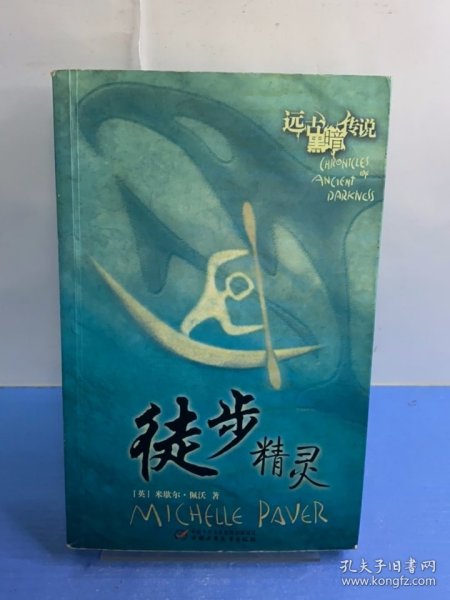 远古黑暗传说
CHRONICLES
OF
ANCIENT
DARKNESS
徒步
精灵
[英] 米歇尔·佩沃 著
MICHELLE PAVER
孔夫子旧书网
www.kongfz.com